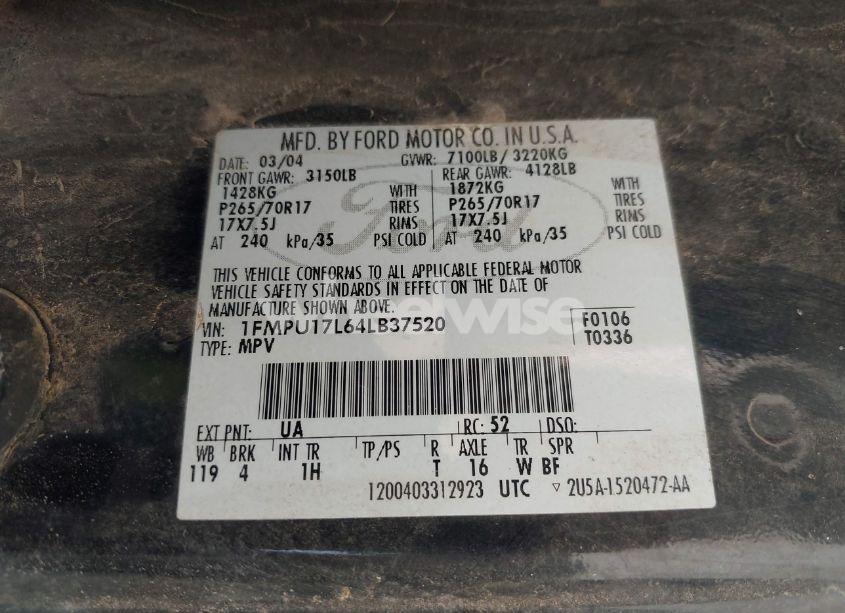 MFD. BY FORD MOTOR CO. IN U.S.A.
DATE: 03/04 GVWR: 7100LB/ 3220KG
FRONT GAWR: 3150LB REAR GAWR: 4128LB
1428KG WITH 1872KG WITH
P265/70R17 TIRES P265/70R17 TIRES
17X7.5J RIMS 17X7.5J RIMS
AT 240 kPa/35 PSI COLD AT 240 kPa/35 PSI COLD
Ford
THIS VEHICLE CONFORMS TO ALL APPLICABLE FEDERAL MOTOR
VEHICLE SAFETY STANDARDS IN EFFECT ON THE DATE OF
MANUFACTURE SHOWN ABOVE.
VIN: 1FMPU17L64LB37520 F0106
TYPE: MPV T0336
EXT PNT: UA RC: 52 DSO:
WB BRK INT TR TP/PS R AXLE TR SPR
119 4 1H T 16 W BF
1200403312923 UTC ▽ 2U5A-1520472-AA